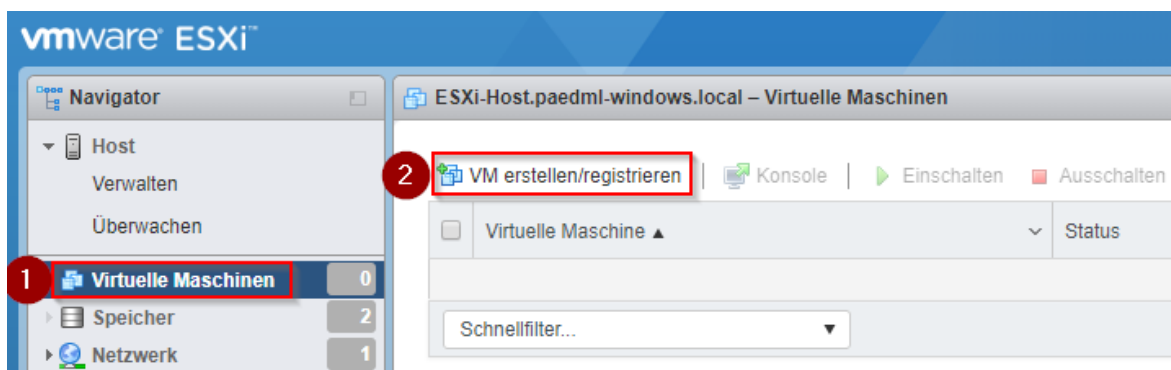 vmware® ESXi™
Navigator
Host
Verwalten
Überwachen
1 Virtuelle Maschinen 0
Speicher 2
Netzwerk 1
ESXi-Host.paedml-windows.local – Virtuelle Maschinen
2 VM erstellen/registrieren | Konsole | Einschalten Ausschalten
Virtuelle Maschine ▲ Status
Schnellfilter...